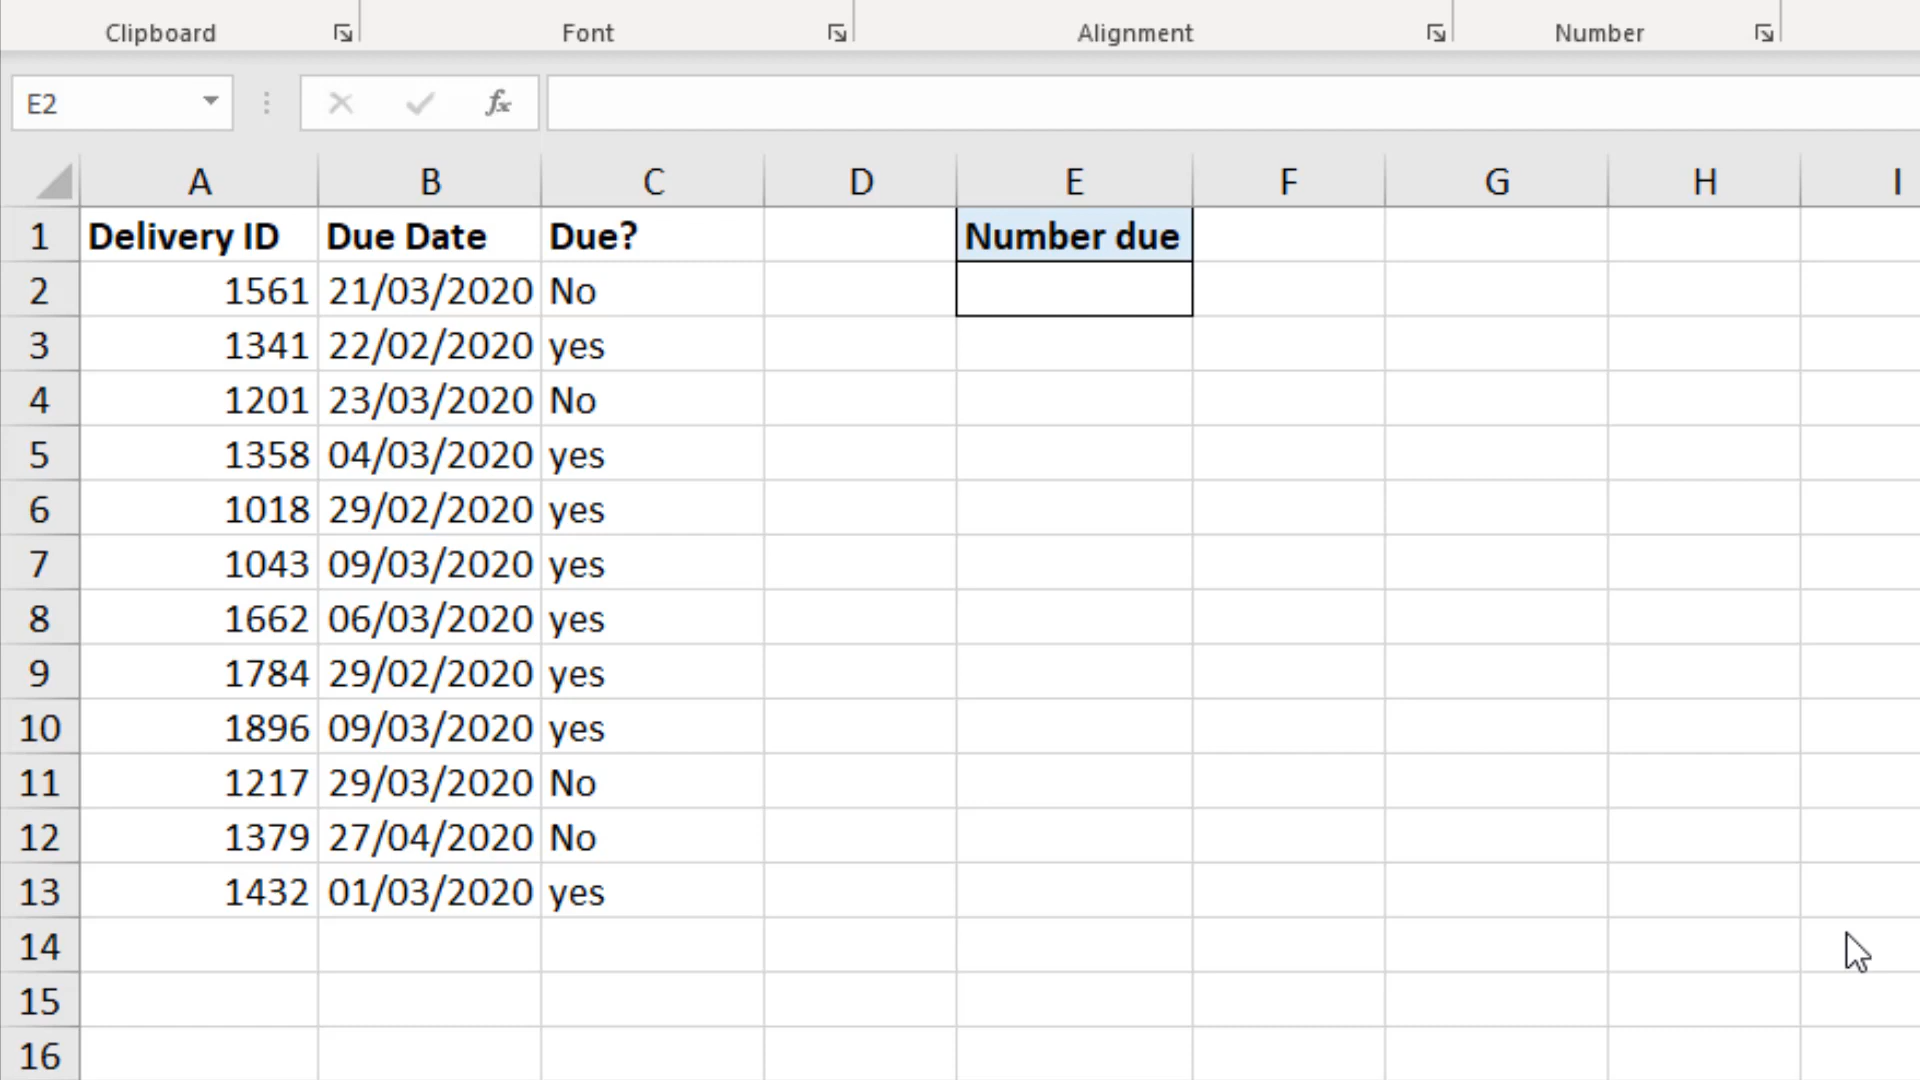 Clipboard Font Alignment Number
E2 fx
A B C D E F G H I
1 Delivery ID Due Date Due? Number due
2 1561 21/03/2020 No
3 1341 22/02/2020 yes
4 1201 23/03/2020 No
5 1358 04/03/2020 yes
6 1018 29/02/2020 yes
7 1043 09/03/2020 yes
8 1662 06/03/2020 yes
9 1784 29/02/2020 yes
10 1896 09/03/2020 yes
11 1217 29/03/2020 No
12 1379 27/04/2020 No
13 1432 01/03/2020 yes
14
15
16